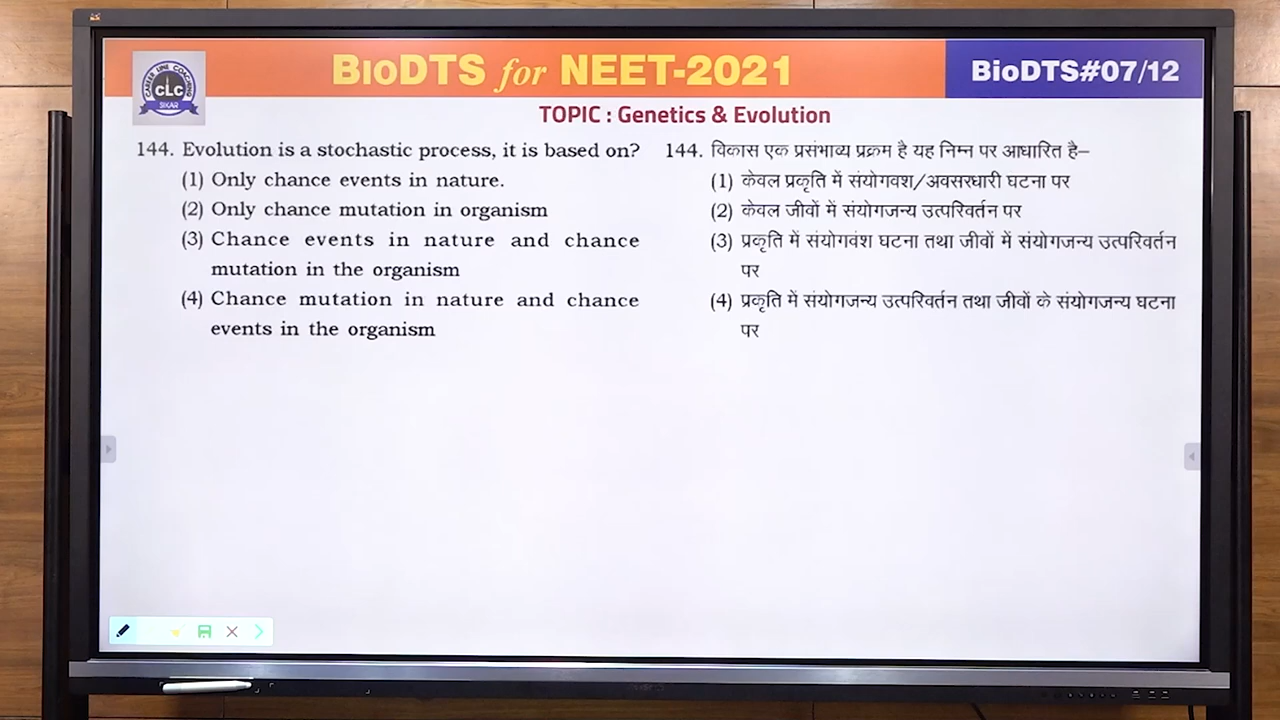 BIODTS for NEET-2021
BioDTS#07/12
CAREER LINE COACHING
CLC
SIKAR
TOPIC : Genetics & Evolution
144. Evolution is a stochastic process, it is based on?
(1) Only chance events in nature.
(2) Only chance mutation in organism
(3) Chance events in nature and chance
mutation in the organism
(4) Chance mutation in nature and chance
events in the organism
144. विकास एक प्रसंभाव्य प्रक्रम है यह निम्न पर आधारित है–
(1) केवल प्रकृति में संयोगवश/अवसरधारी घटना पर
(2) केवल जीवों में संयोगजन्य उत्परिवर्तन पर
(3) प्रकृति में संयोगवंश घटना तथा जीवों में संयोगजन्य उत्परिवर्तन
पर
(4) प्रकृति में संयोगजन्य उत्परिवर्तन तथा जीवों के संयोगजन्य घटना
पर